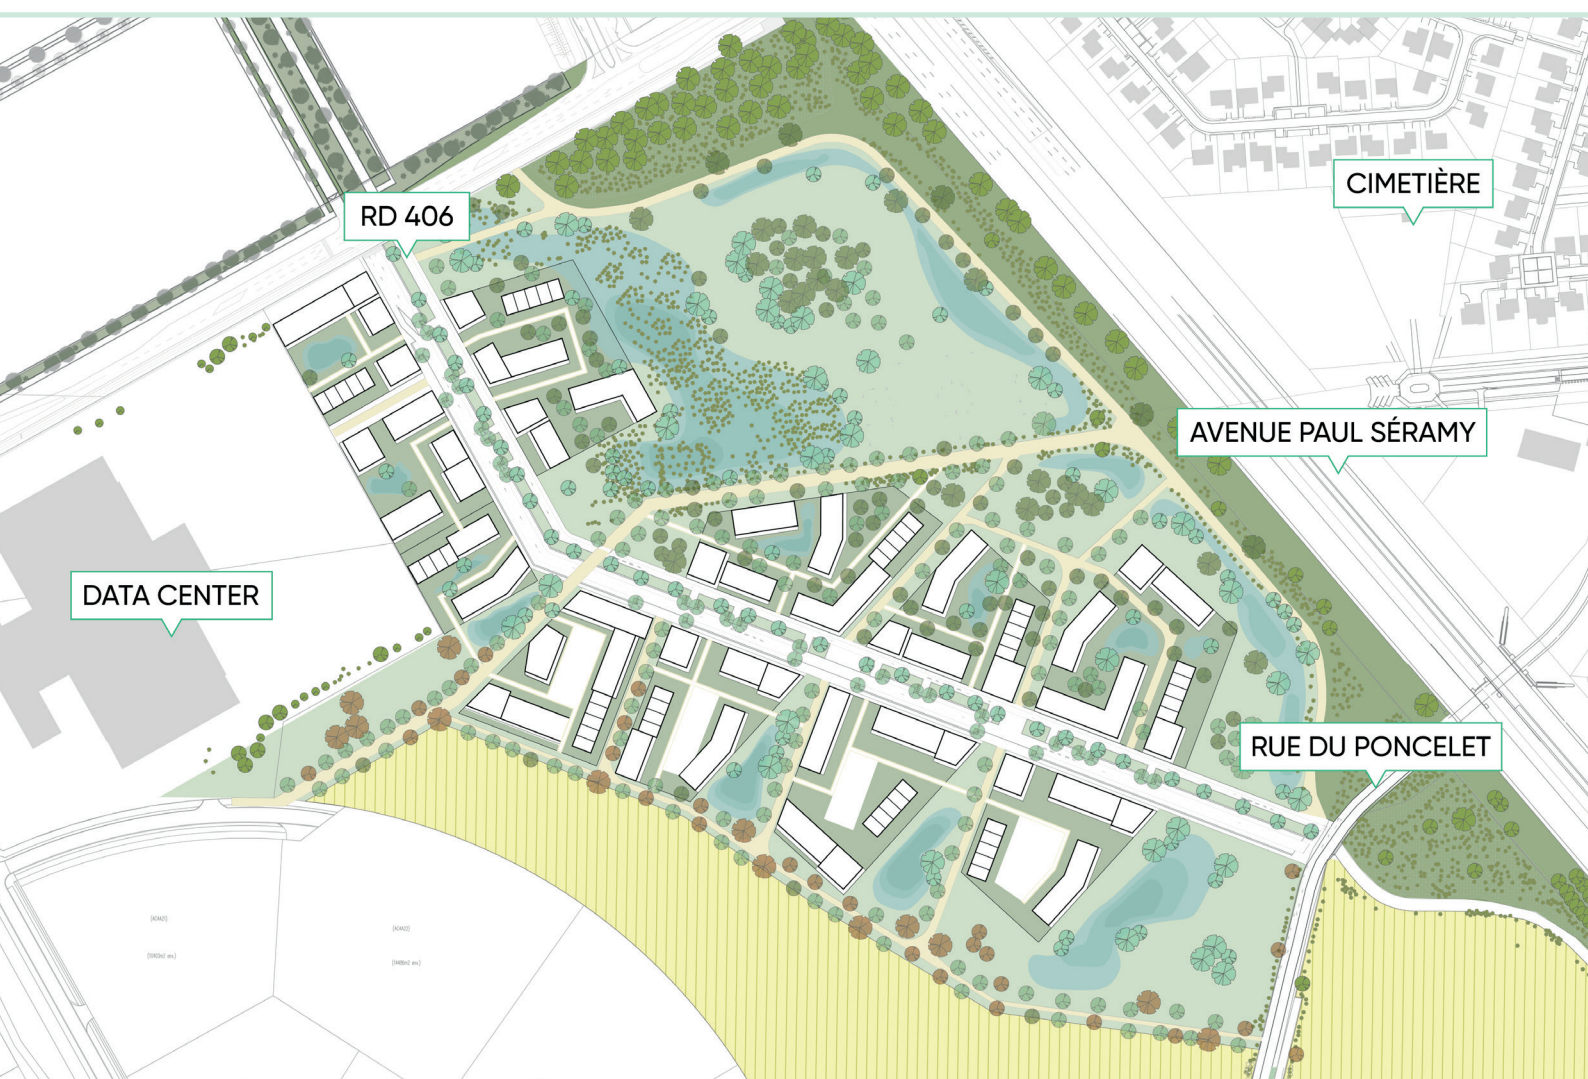 CIMETIÈRE
RD 406
AVENUE PAUL SÉRAMY
DATA CENTER
RUE DU PONCELET